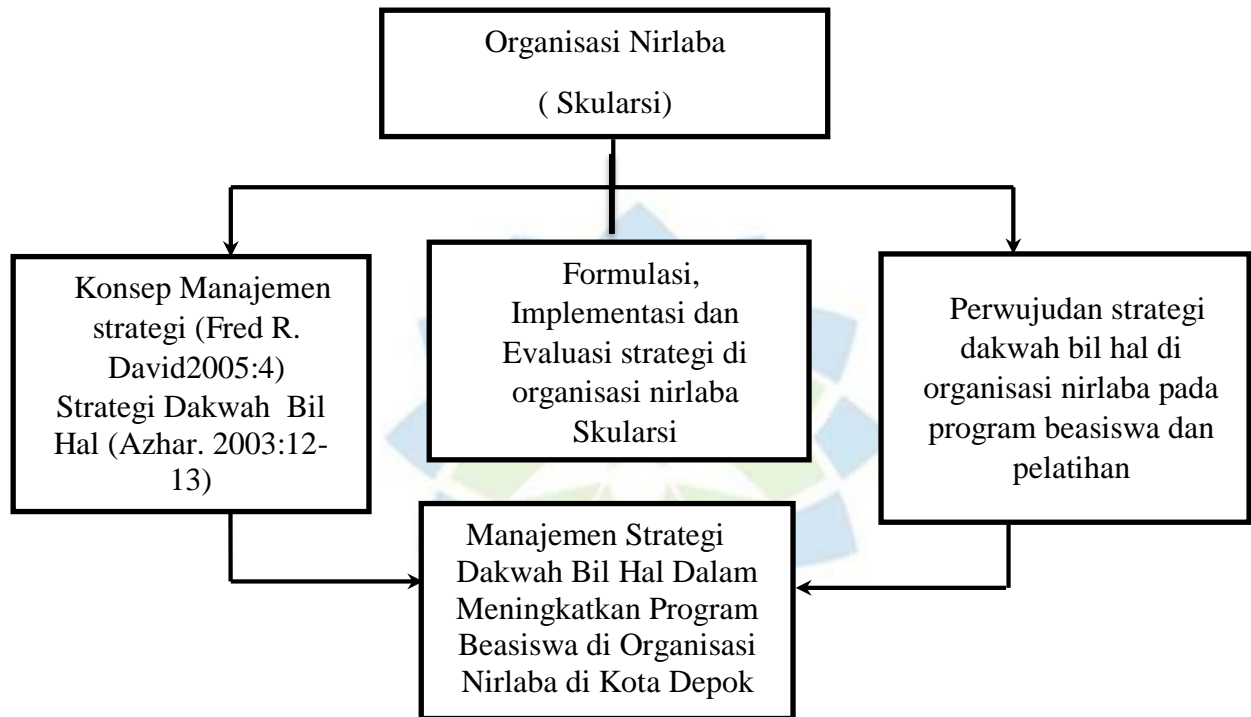 Organisasi Nirlaba
( Skularsi)
Konsep Manajemen
strategi (Fred R.
David2005:4)
Strategi Dakwah Bil
Hal (Azhar. 2003:12-
13)
Formulasi,
Implementasi dan
Evaluasi strategi di
organisasi nirlaba
Skularsi
Perwujudan strategi
dakwah bil hal di
organisasi nirlaba pada
program beasiswa dan
pelatihan
Manajemen Strategi
Dakwah Bil Hal Dalam
Meningkatkan Program
Beasiswa di Organisasi
Nirlaba di Kota Depok